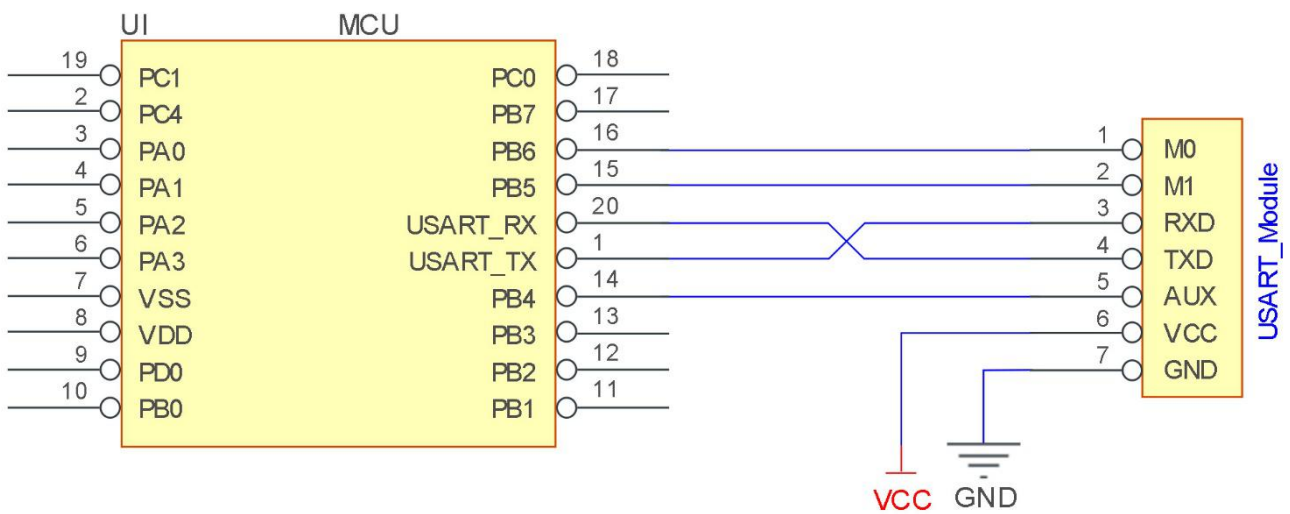 UI MCU
19 PC1 PC0 18
2 PC4 PB7 17
3 PA0 PB6 16 1 M0
4 PA1 PB5 15 2 M1
5 PA2 USART_RX 20 3 RXD
6 PA3 USART_TX 1 4 TXD
7 VSS PB4 14 5 AUX
8 VDD PB3 13 6 VCC
9 PD0 PB2 12 7 GND
10 PB0 PB1 11
USART_Module
VCC GND